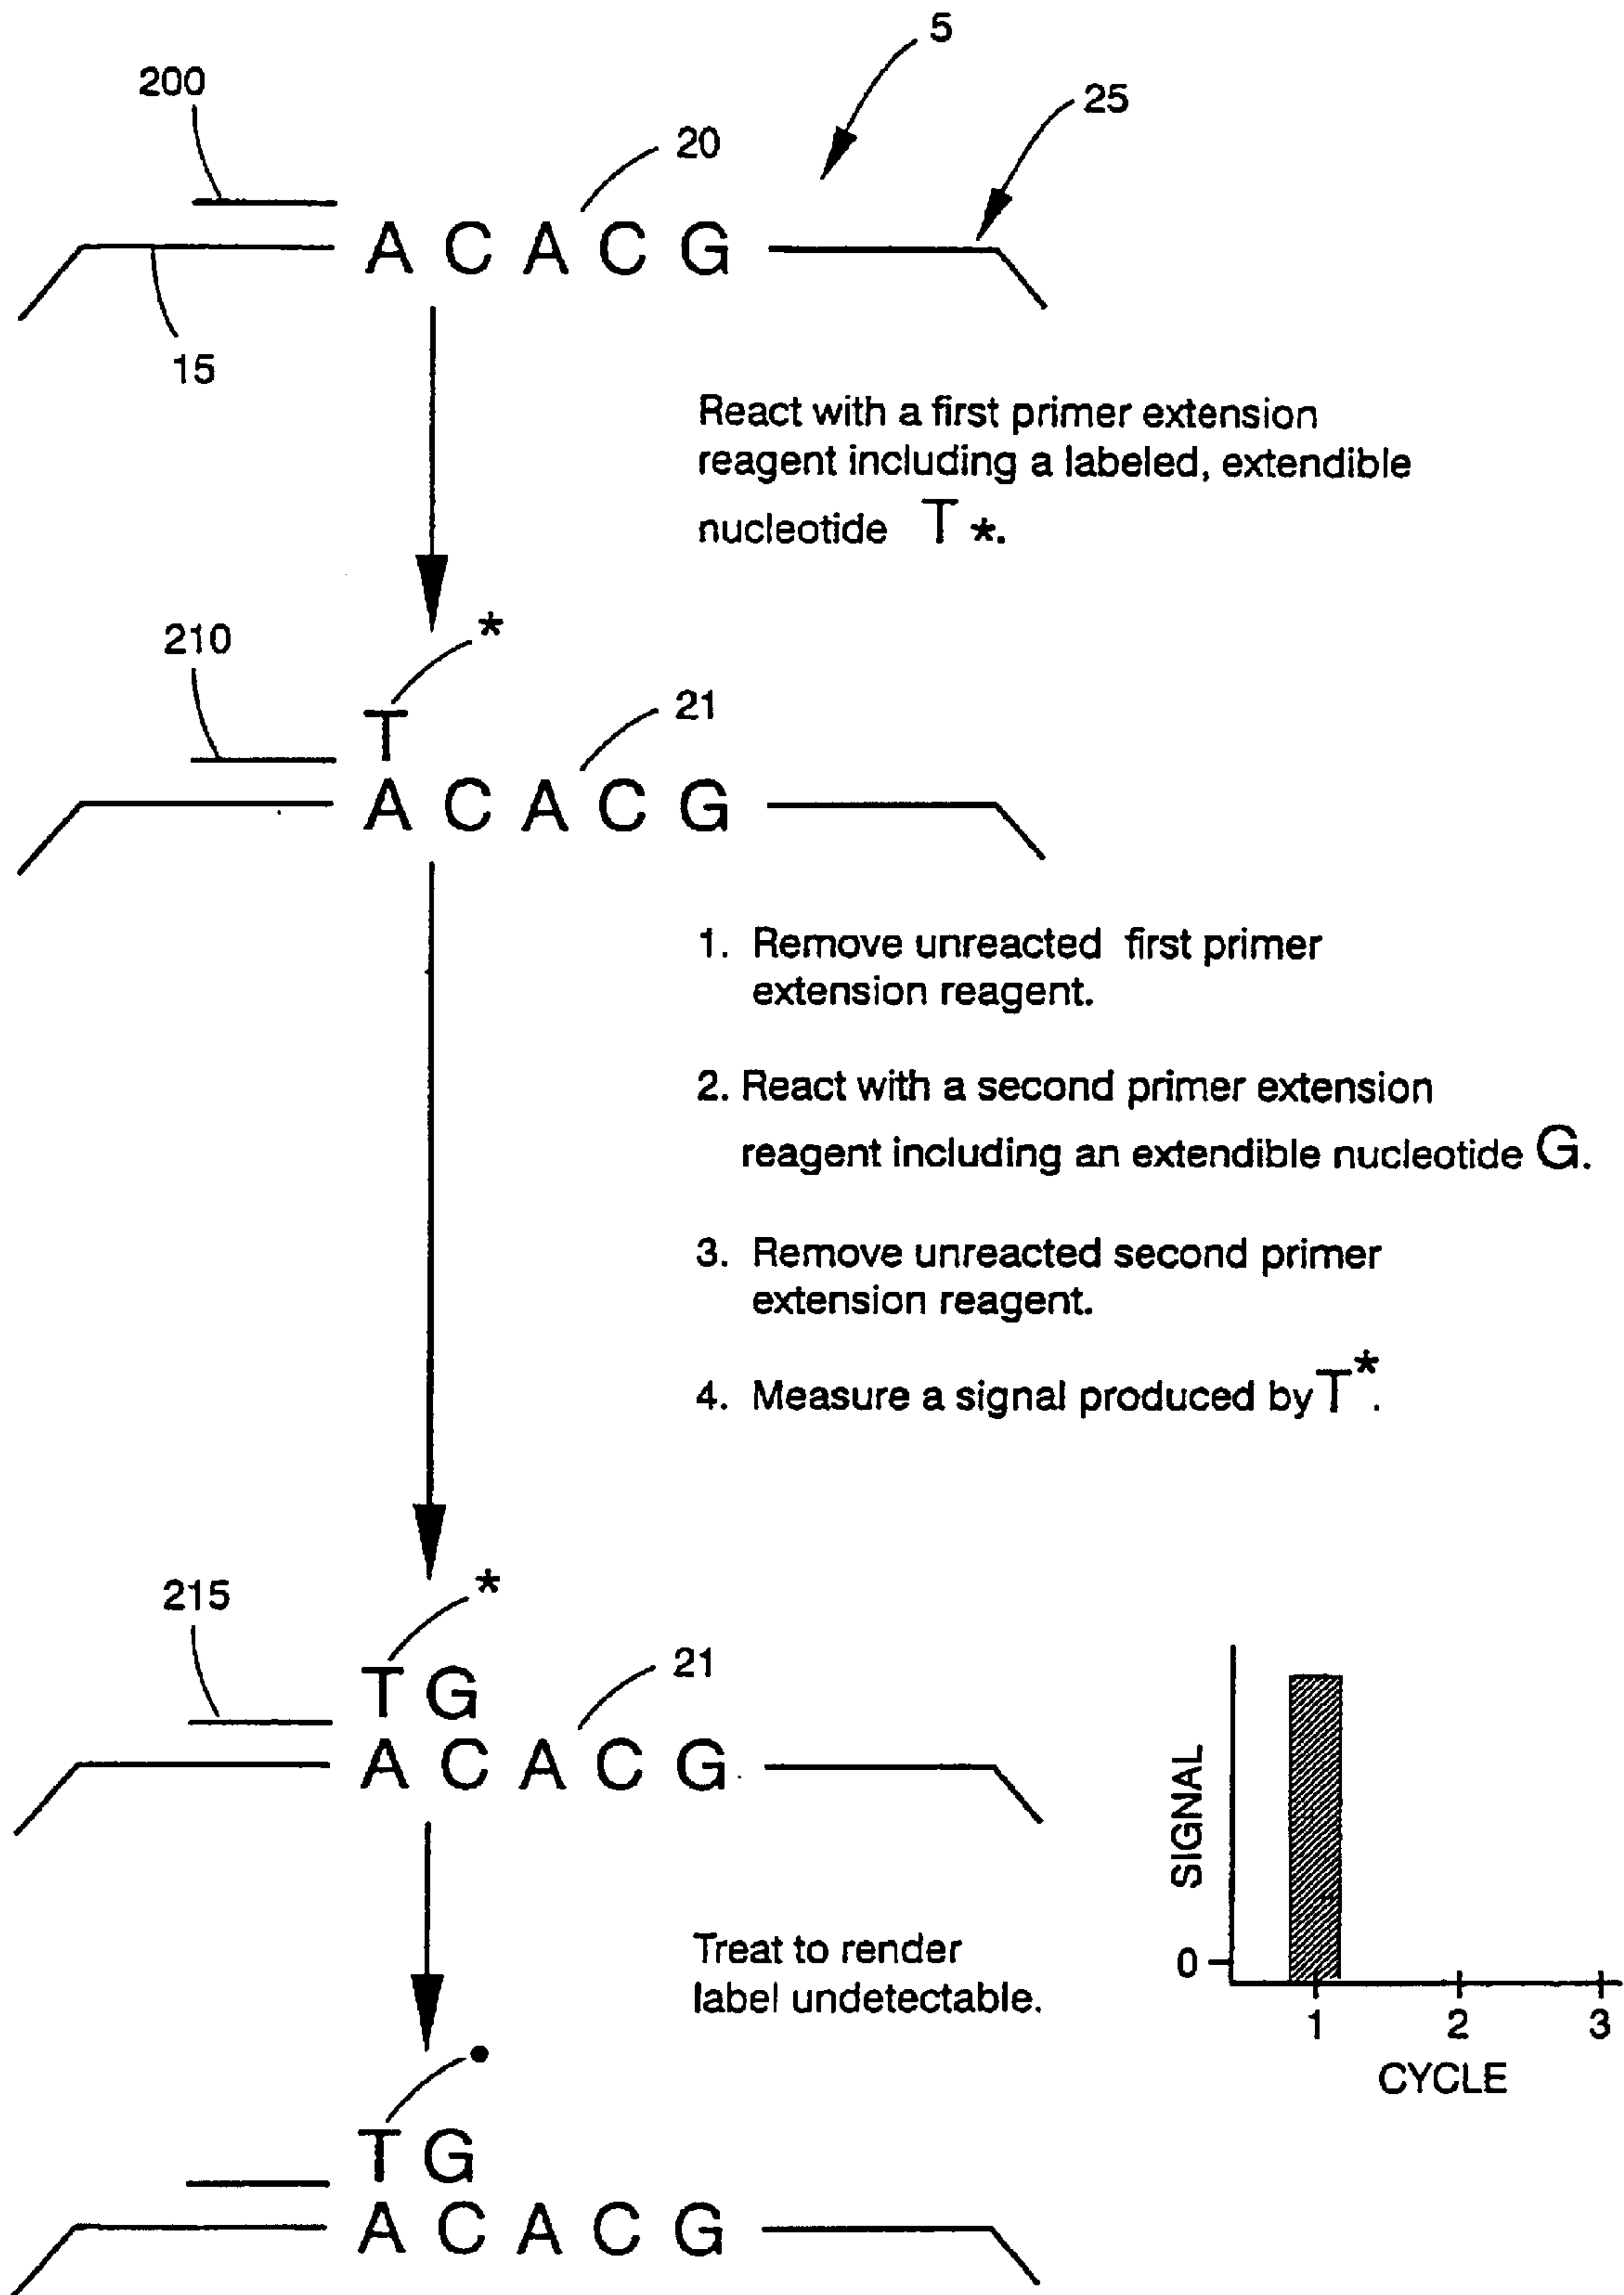 5
200
25
20
A C A C G
15
React with a first primer extension
reagent including a labeled, extendible
nucleotide T *.
*
210
21
T
A C A C G
1. Remove unreacted first primer
extension reagent.
2. React with a second primer extension
reagent including an extendible nucleotide G.
3. Remove unreacted second primer
extension reagent.
4. Measure a signal produced by T*.
*
215
21
T G
A C A C G
SIGNAL
0
1 2 3
CYCLE
Treat to render
label undetectable.
T G
A C A C G